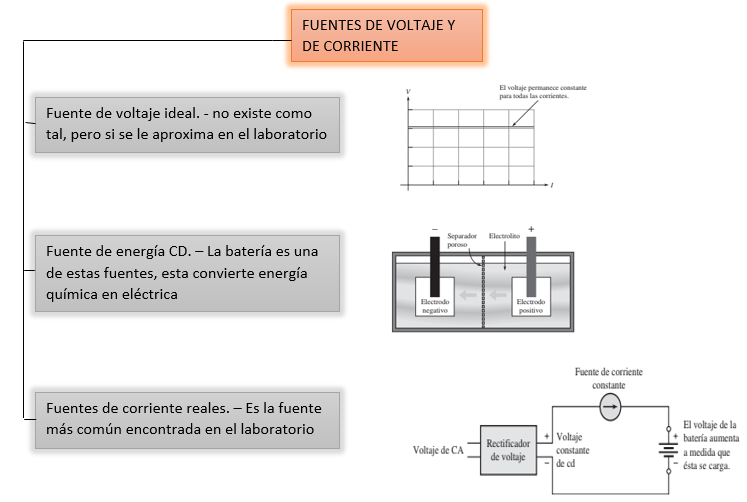 FUENTES DE VOLTAJE Y
DE CORRIENTE
Fuente de voltaje ideal. - no existe como
tal, pero si se le aproxima en el laboratorio
V
El voltaje permanece constante
para todas las corrientes.
I
Fuente de energía CD. – La batería es una
de estas fuentes, esta convierte energía
química en eléctrica
–
+
Separador
poroso
Electrolito
Electrodo
negativo
Electrodo
positivo
Fuentes de corriente reales. – Es la fuente
más común encontrada en el laboratorio
Fuente de corriente
constante
Voltaje de CA
Rectificador
de voltaje
+ Voltaje
constante
– de cd
El voltaje de la
+ batería aumenta
a medida que
– ésta se carga.